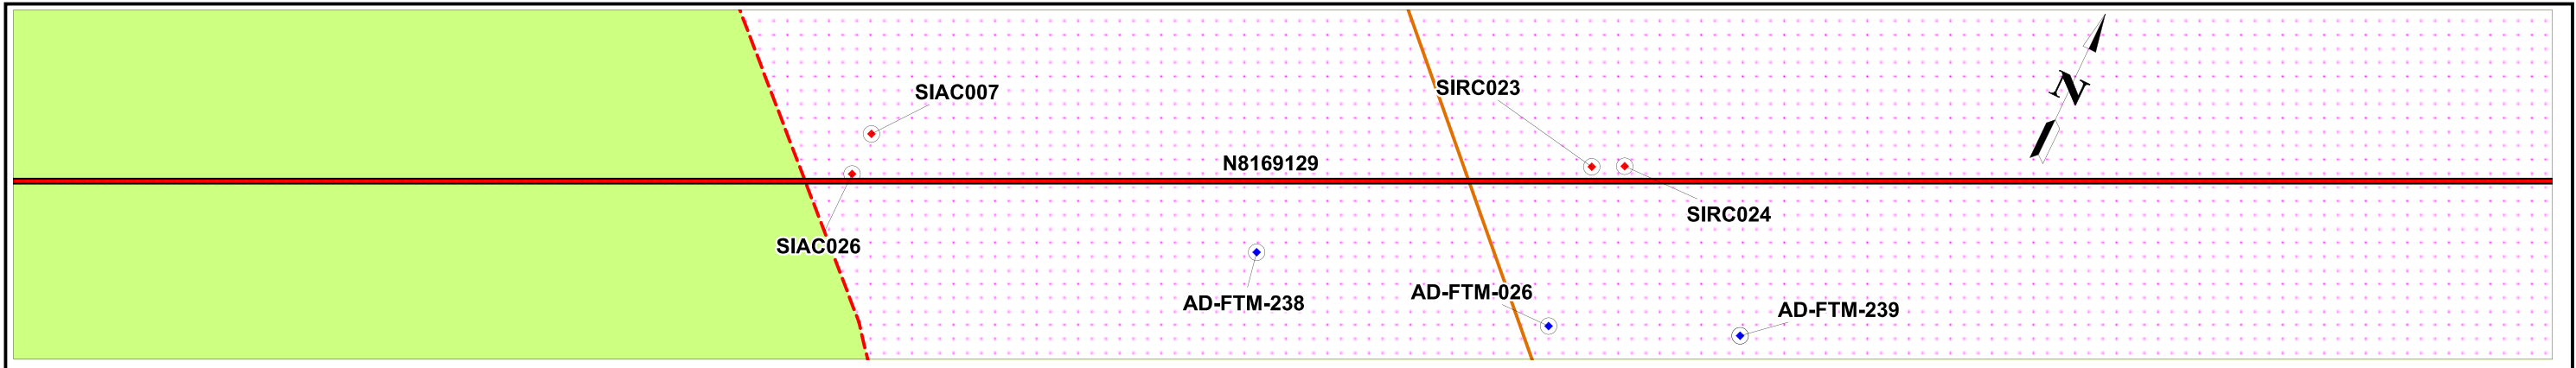 SIAC007
SIRC023
N
N8169129
SIRC024
SIAC026
AD-FTM-238
AD-FTM-026
AD-FTM-239